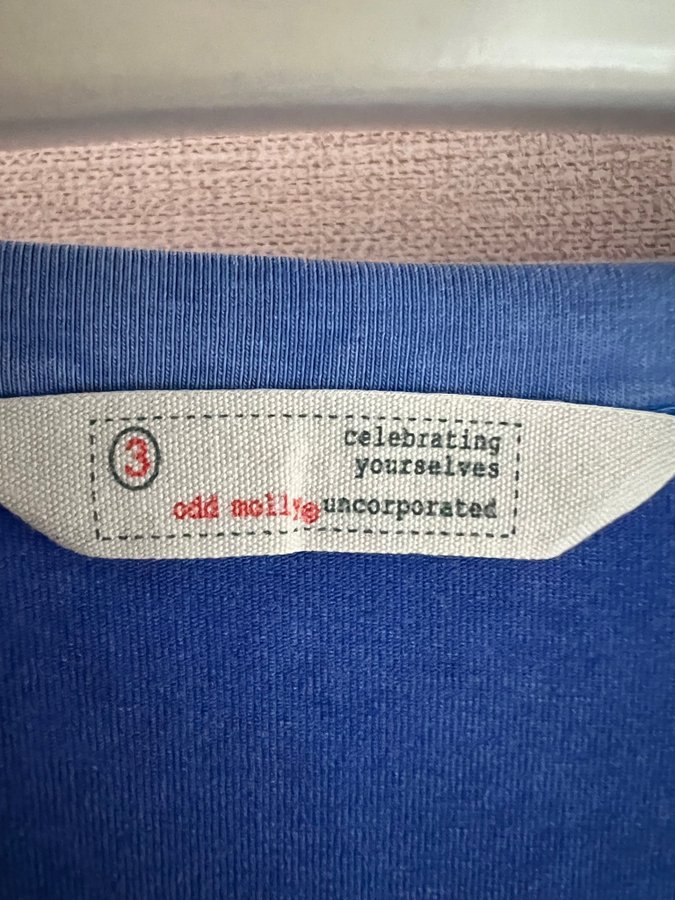 3
celebrating
yourselves
odd molly® uncorporated